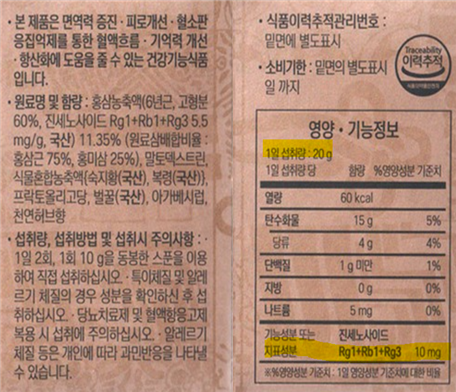 • 본 제품은 면역력 증진 · 피로개선 · 혈소판
응집억제를 통한 혈액흐름 · 기억력 개선
· 항산화에 도움을 줄 수 있는 건강기능식품
입니다.
• 원료명 및 함량 : 홍삼농축액(6년근, 고형분
60%, 진세노사이드 Rg1+Rb1+Rg3 5.5
mg/g, 국산) 11.35% (원료삼배합비율 :
홍삼근 75%, 홍미삼 25%), 말토덱스트린,
식물혼합농축액{숙지황(국산), 복령(국산)},
프락토올리고당, 벌꿀(국산), 아가베시럽,
천연허브향
• 섭취량, 섭취방법 및 섭취시 주의사항 : ·
1일 2회, 1회 10 g을 동봉한 스푼을 이용
하여 직접 섭취하십시오. · 특이체질 및 알레
르기 체질의 경우 성분을 확인하신 후 섭
취하십시오. · 당뇨치료제 및 혈액항응고제
복용 시 섭취에 주의하십시오. · 알레르기
체질 등은 개인에 따라 과민반응을 나타낼
수 있습니다.
• 식품이력추적관리번호 :
밑면에 별도표시
• 소비기한 : 밑면의 별도표시
일 까지
Traceability
이력추적
식품의약품안전처
영양 · 기능정보
1일 섭취량 : 20 g
1일 섭취량 당 함량 %영양성분 기준치
열량 60 kcal
탄수화물 15 g 5%
당류 4 g 4%
단백질 1 g 미만 1%
지방 0 g 0%
나트륨 5 mg 0%
기능성분 또는 진세노사이드
지표성분 Rg1+Rb1+Rg3 10 mg
※%영양성분 기준치 : 1일 영양성분 기준치에 대한 비율